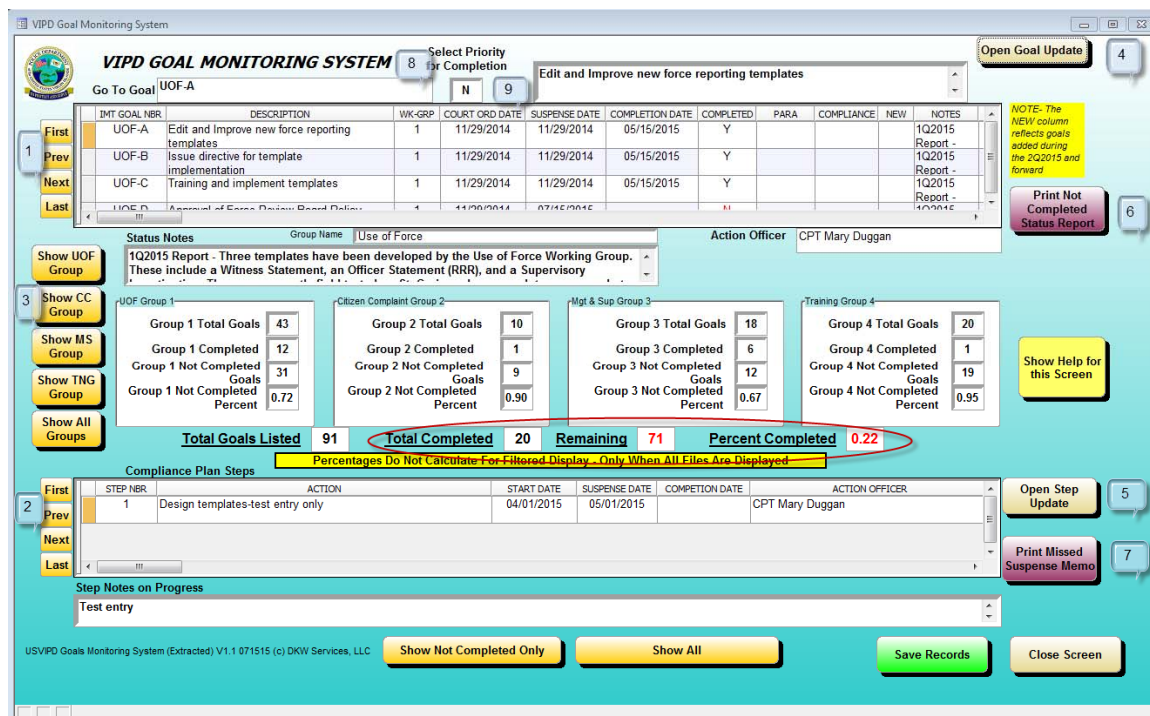 VIPD Goal Monitoring System
VIPD GOAL MONITORING SYSTEM
8
Select Priority
for Completion
N
9
Go To Goal UOF-A
Edit and Improve new force reporting templates
Open Goal Update
4
IMT GOAL NBR DESCRIPTION WK-GRP COURT ORD DATE SUSPENSE DATE COMPLETION DATE COMPLETED PARA COMPLIANCE NEW NOTES
UOF-A Edit and Improve new force reporting templates 1 11/29/2014 11/29/2014 05/15/2015 Y 1Q2015 Report -
UOF-B Issue directive for template implementation 1 11/29/2014 11/29/2014 05/15/2015 Y 1Q2015 Report -
UOF-C Training and implement templates 1 11/29/2014 11/29/2014 05/15/2015 Y 1Q2015 Report -
UOF-D Approval of Force Review Board Policy 1 11/29/2014 07/15/2015 N 1Q2015
First
1
Prev
Next
Last
NOTE- The
NEW column
reflects goals
added during
the 2Q2015 and
forward
Print Not
Completed
Status Report
6
Status Notes
Group Name Use of Force
Action Officer CPT Mary Duggan
1Q2015 Report - Three templates have been developed by the Use of Force Working Group.
These include a Witness Statement, an Officer Statement (RRR), and a Supervisory
Show UOF
Group
3
Show CC
Group
Show MS
Group
Show TNG
Group
Show All
Groups
UOF Group 1
Group 1 Total Goals 43
Group 1 Completed 12
Group 1 Not Completed
Goals 31
Group 1 Not Completed
Percent 0.72
Citizen Complaint Group 2
Group 2 Total Goals 10
Group 2 Completed 1
Group 2 Not Completed
Goals 9
Group 2 Not Completed
Percent 0.90
Mgt & Sup Group 3
Group 3 Total Goals 18
Group 3 Completed 6
Group 3 Not Completed
Goals 12
Group 3 Not Completed
Percent 0.67
Training Group 4
Group 4 Total Goals 20
Group 4 Completed 1
Group 4 Not Completed
Goals 19
Group 4 Not Completed
Percent 0.95
Show Help for
this Screen
Total Goals Listed 91 Total Completed 20 Remaining 71 Percent Completed 0.22
Percentages Do Not Calculate For Filtered Display - Only When All Files Are Displayed
Compliance Plan Steps
First
2
Prev
Next
Last
STEP NBR ACTION START DATE SUSPENSE DATE COMPETION DATE ACTION OFFICER
1 Design templates-test entry only 04/01/2015 05/01/2015 CPT Mary Duggan
Open Step
Update
5
Print Missed
Suspense Memo
7
Step Notes on Progress
Test entry
USVIPD Goals Monitoring System (Extracted) V1.1 071515 (c) DKW Services, LLC
Show Not Completed Only
Show All
Save Records
Close Screen